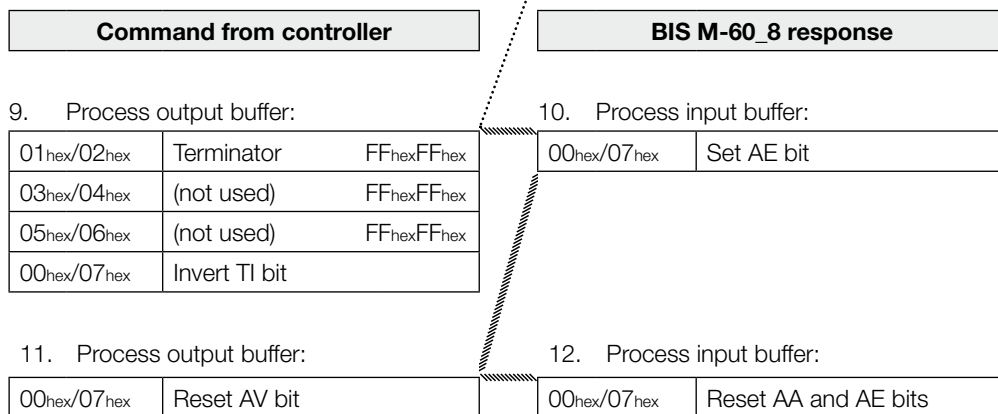 Command from controller
BIS M-60_8 response
9. Process output buffer:
01hex/02hex Terminator FFhexFFhex
03hex/04hex (not used) FFhexFFhex
05hex/06hex (not used) FFhexFFhex
00hex/07hex Invert TI bit
10. Process input buffer:
00hex/07hex Set AE bit
11. Process output buffer:
00hex/07hex Reset AV bit
12. Process input buffer:
00hex/07hex Reset AA and AE bits